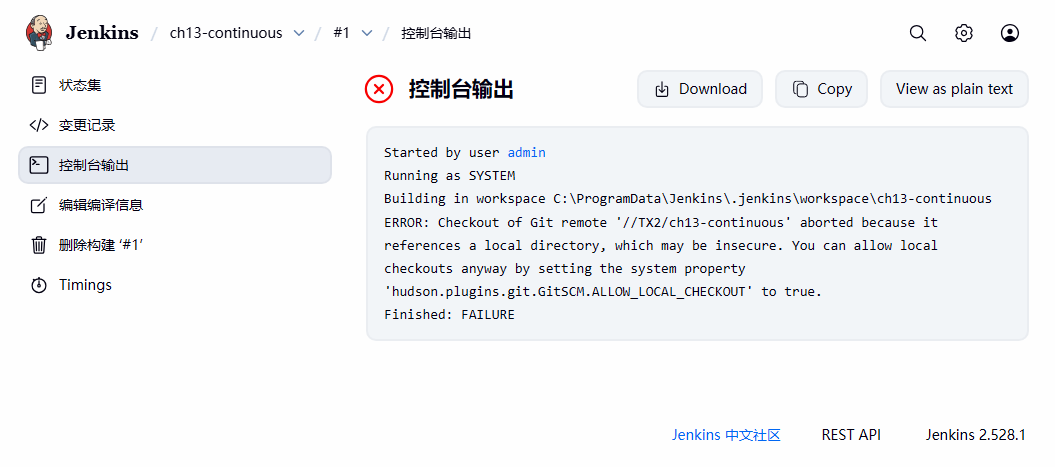 Jenkins / ch13-continuous / #1 / 控制台输出
状态集
变更记录
控制台输出
编辑编译信息
删除构建 ‘#1’
Timings
控制台输出
Download
Copy
View as plain text
Started by user admin
Running as SYSTEM
Building in workspace C:\ProgramData\Jenkins\.jenkins\workspace\ch13-continuous
ERROR: Checkout of Git remote '//TX2/ch13-continuous' aborted because it
references a local directory, which may be insecure. You can allow local
checkouts anyway by setting the system property
'hudson.plugins.git.GitSCM.ALLOW_LOCAL_CHECKOUT' to true.
Finished: FAILURE
Jenkins 中文社区
REST API
Jenkins 2.528.1